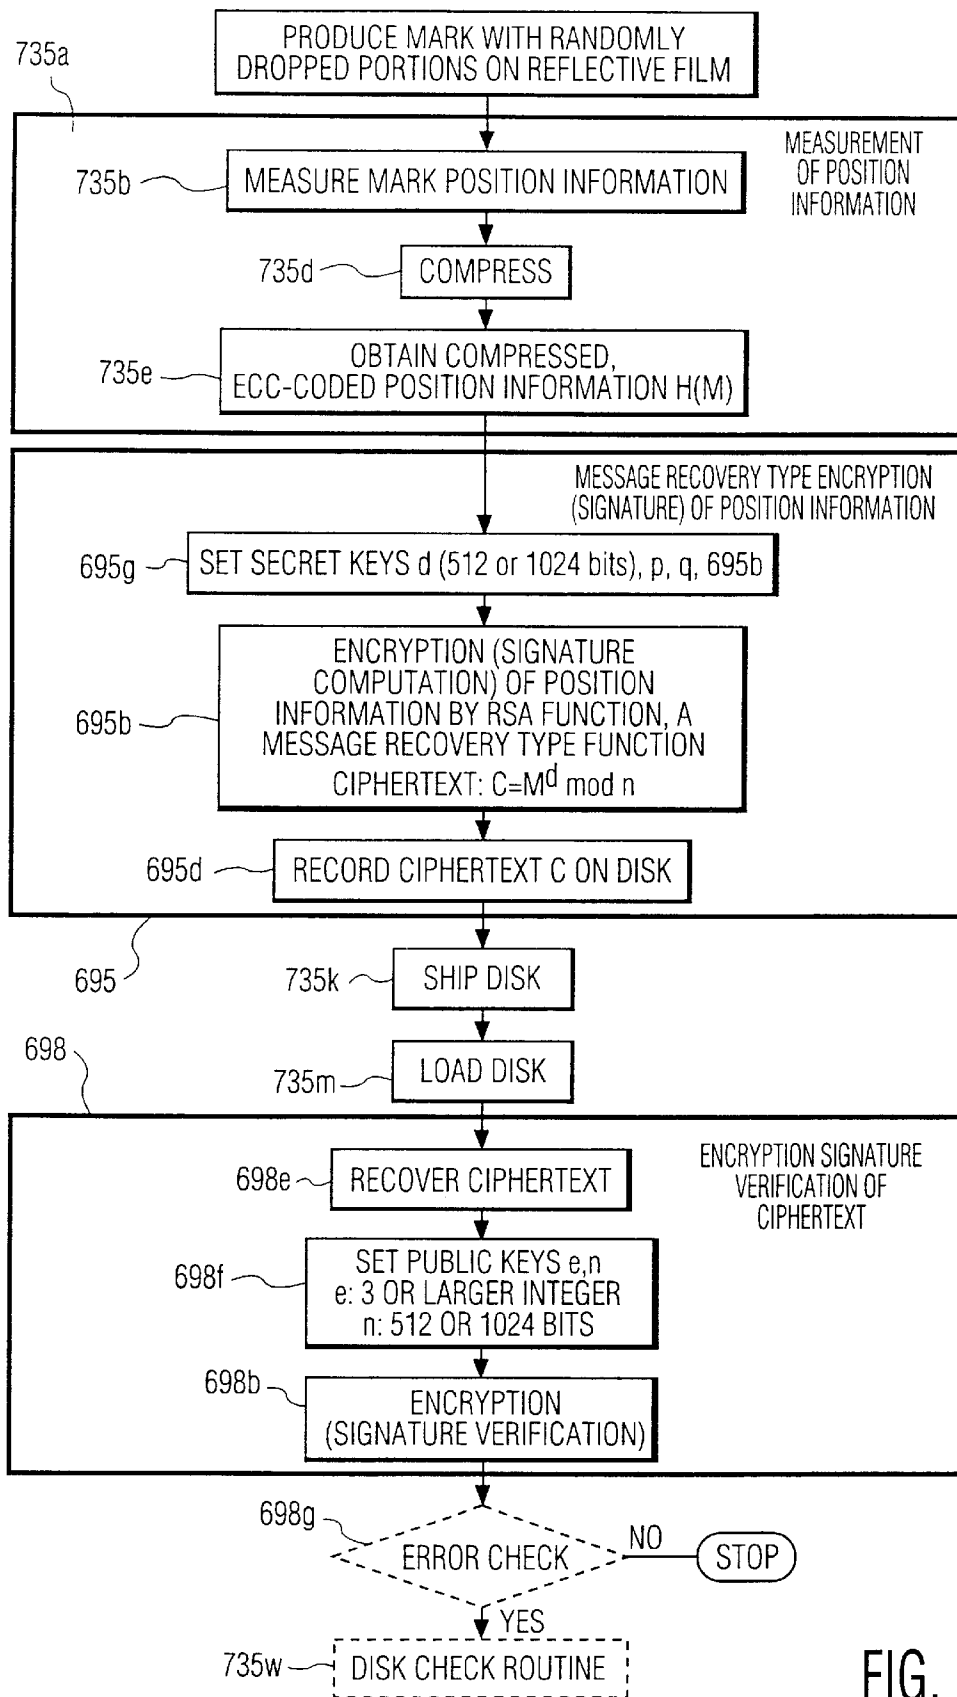 PRODUCE MARK WITH RANDOMLY
DROPPED PORTIONS ON REFLECTIVE FILM
735a
MEASUREMENT
OF POSITION
INFORMATION
735b
MEASURE MARK POSITION INFORMATION
735d
COMPRESS
735e
OBTAIN COMPRESSED,
ECC-CODED POSITION INFORMATION H(M)
MESSAGE RECOVERY TYPE ENCRYPTION
(SIGNATURE) OF POSITION INFORMATION
695g
SET SECRET KEYS d (512 or 1024 bits), p, q, 695b
695b
ENCRYPTION (SIGNATURE
COMPUTATION) OF POSITION
INFORMATION BY RSA FUNCTION, A
MESSAGE RECOVERY TYPE FUNCTION
CIPHERTEXT: C=M^d mod n
695d
RECORD CIPHERTEXT C ON DISK
695
735k
SHIP DISK
698
735m
LOAD DISK
ENCRYPTION SIGNATURE
VERIFICATION OF
CIPHERTEXT
698e
RECOVER CIPHERTEXT
698f
SET PUBLIC KEYS e,n
e: 3 OR LARGER INTEGER
n: 512 OR 1024 BITS
698b
ENCRYPTION
(SIGNATURE VERIFICATION)
698g
ERROR CHECK
NO
STOP
YES
735w
DISK CHECK ROUTINE
FIG.